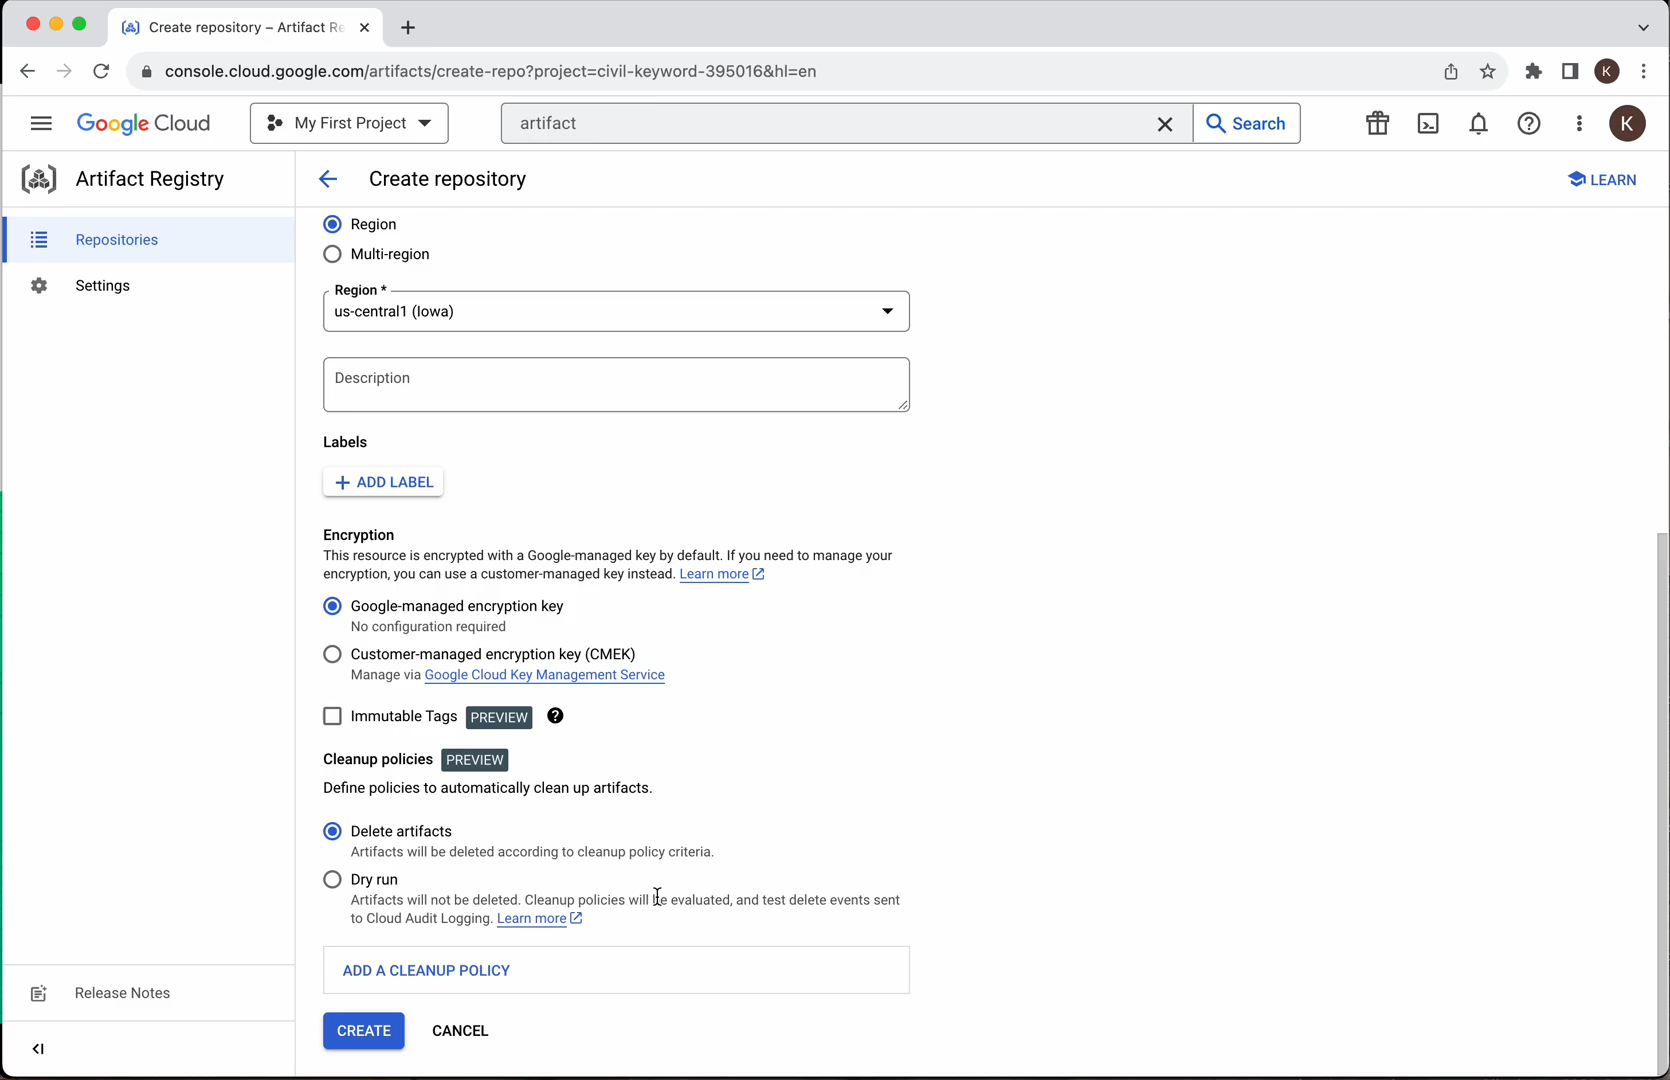 Create repository – Artifact Re
console.cloud.google.com/artifacts/create-repo?project=civil-keyword-395016&hl=en
K
Google Cloud
My First Project
artifact
Search
K
Artifact Registry
Create repository
LEARN
Repositories
Settings
Region
Multi-region
Region *
us-central1 (Iowa)
Description
Labels
ADD LABEL
Encryption
This resource is encrypted with a Google-managed key by default. If you need to manage your
encryption, you can use a customer-managed key instead. Learn more
Google-managed encryption key
No configuration required
Customer-managed encryption key (CMEK)
Manage via Google Cloud Key Management Service
Immutable Tags PREVIEW
Cleanup policies PREVIEW
Define policies to automatically clean up artifacts.
Delete artifacts
Artifacts will be deleted according to cleanup policy criteria.
Dry run
Artifacts will not be deleted. Cleanup policies will be evaluated, and test delete events sent
to Cloud Audit Logging. Learn more
ADD A CLEANUP POLICY
Release Notes
CREATE
CANCEL